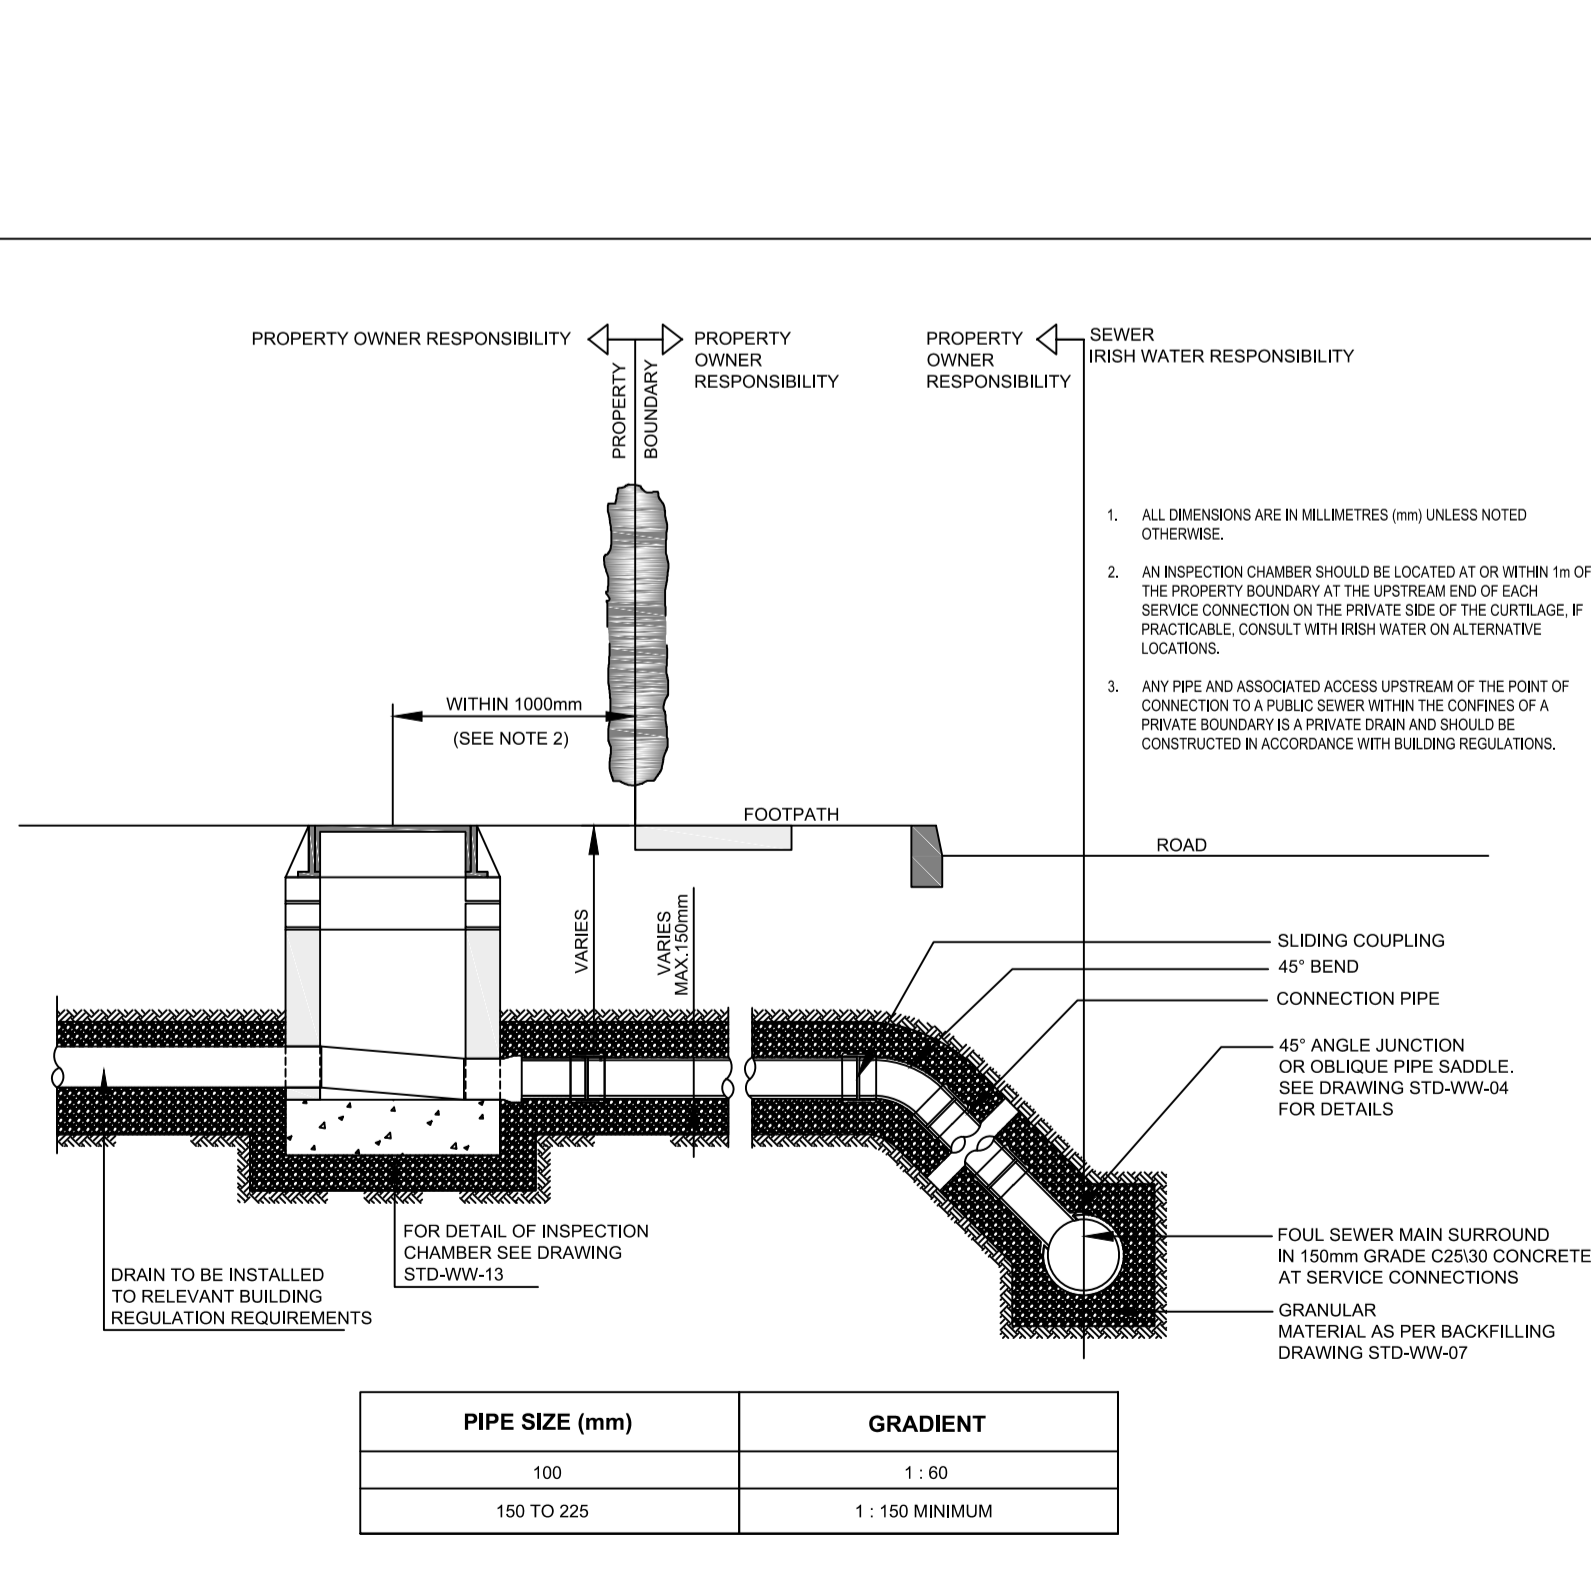 PROPERTY OWNER RESPONSIBILITY
PROPERTY
BOUNDARY
PROPERTY
OWNER
RESPONSIBILITY
PROPERTY
OWNER
RESPONSIBILITY
SEWER
IRISH WATER RESPONSIBILITY
1. ALL DIMENSIONS ARE IN MILLIMETRES (mm) UNLESS NOTED
OTHERWISE.
2. AN INSPECTION CHAMBER SHOULD BE LOCATED AT OR WITHIN 1m OF
THE PROPERTY BOUNDARY AT THE UPSTREAM END OF EACH
SERVICE CONNECTION ON THE PRIVATE SIDE OF THE CURTILAGE, IF
PRACTICABLE, CONSULT WITH IRISH WATER ON ALTERNATIVE
LOCATIONS.
3. ANY PIPE AND ASSOCIATED ACCESS UPSTREAM OF THE POINT OF
CONNECTION TO A PUBLIC SEWER WITHIN THE CONFINES OF A
PRIVATE BOUNDARY IS A PRIVATE DRAIN AND SHOULD BE
CONSTRUCTED IN ACCORDANCE WITH BUILDING REGULATIONS.
WITHIN 1000mm
(SEE NOTE 2)
FOOTPATH
ROAD
VARIES
VARIES
MAX.150mm
SLIDING COUPLING
45° BEND
CONNECTION PIPE
45° ANGLE JUNCTION
OR OBLIQUE PIPE SADDLE.
SEE DRAWING STD-WW-04
FOR DETAILS
FOUL SEWER MAIN SURROUND
IN 150mm GRADE C25\30 CONCRETE
AT SERVICE CONNECTIONS
GRANULAR
MATERIAL AS PER BACKFILLING
DRAWING STD-WW-07
FOR DETAIL OF INSPECTION
CHAMBER SEE DRAWING
STD-WW-13
DRAIN TO BE INSTALLED
TO RELEVANT BUILDING
REGULATION REQUIREMENTS
PIPE SIZE (mm) GRADIENT
100 1 : 60
150 TO 225 1 : 150 MINIMUM